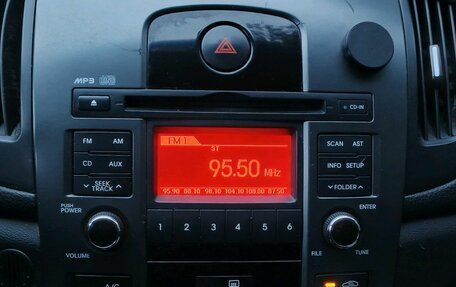 MP3
CD-IN
FM AM
CD AUX
SEEK
TRACK
PUSH
POWER
VOLUME
FM 1
ST
95.50 MHz
95.90 88.10 98.10 104.10 108.00 87.50
1 2 3 4 5 6
SCAN AST
INFO SETUP
FOLDER
ENTER
FILE TUNE
A/C